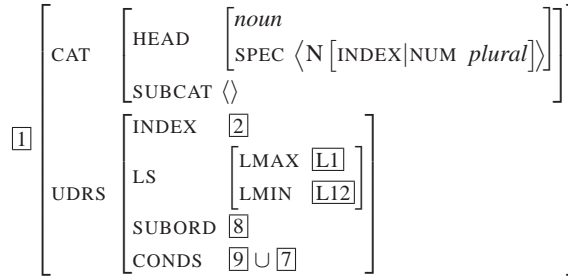 noun
HEAD
CAT SPEC ⟨N [INDEX|NUM plural]⟩
SUBCAT ⟨⟩
1
INDEX 2
LMAX L1
LS
LMIN L12
UDRS
SUBORD 8
CONDS 9 ∪ 7